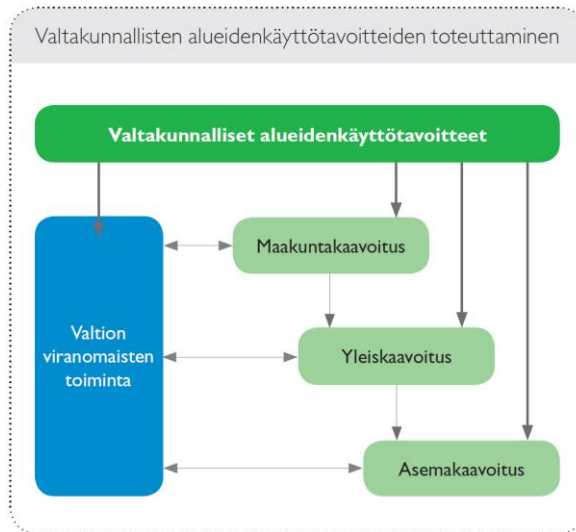 Valtakunnallisten alueidenkäyttötavoitteiden toteuttaminen
Valtakunnalliset alueidenkäyttötavoitteet
Maakuntakaavoitus
Valtion
viranomaisten
toiminta
Yleiskaavoitus
Asemakaavoitus